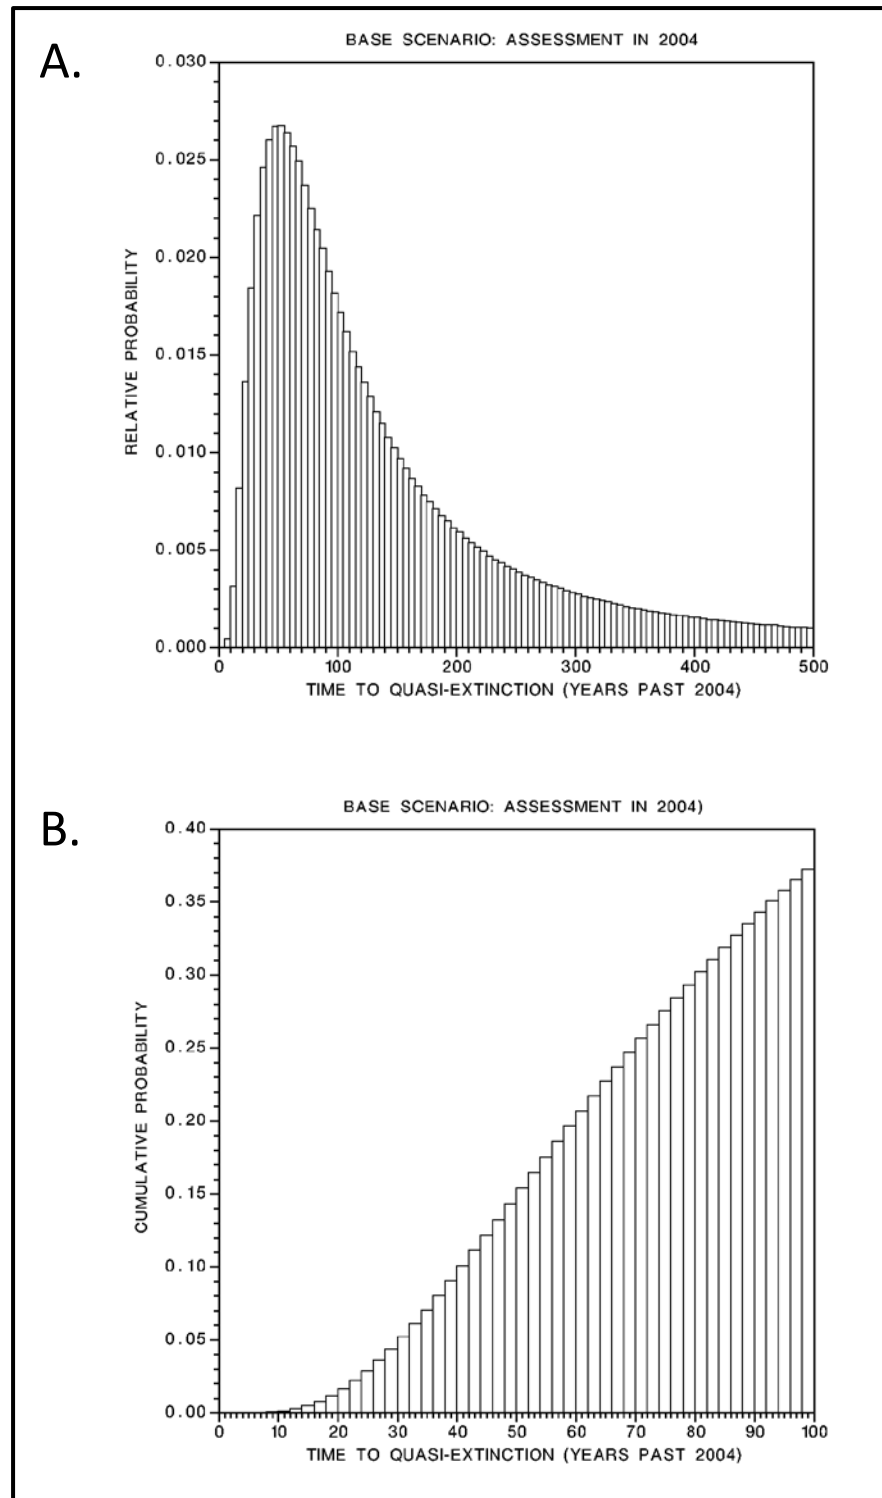 A.
BASE SCENARIO: ASSESSMENT IN 2004
0.030
0.025
0.020
0.015
0.010
0.005
0.000
RELATIVE PROBABILITY
0 100 200 300 400 500
TIME TO QUASI-EXTINCTION (YEARS PAST 2004)
B.
BASE SCENARIO: ASSESSMENT IN 2004)
0.40
0.35
0.30
0.25
0.20
0.15
0.10
0.05
0.00
CUMULATIVE PROBABILITY
0 10 20 30 40 50 60 70 80 90 100
TIME TO QUASI-EXTINCTION (YEARS PAST 2004)